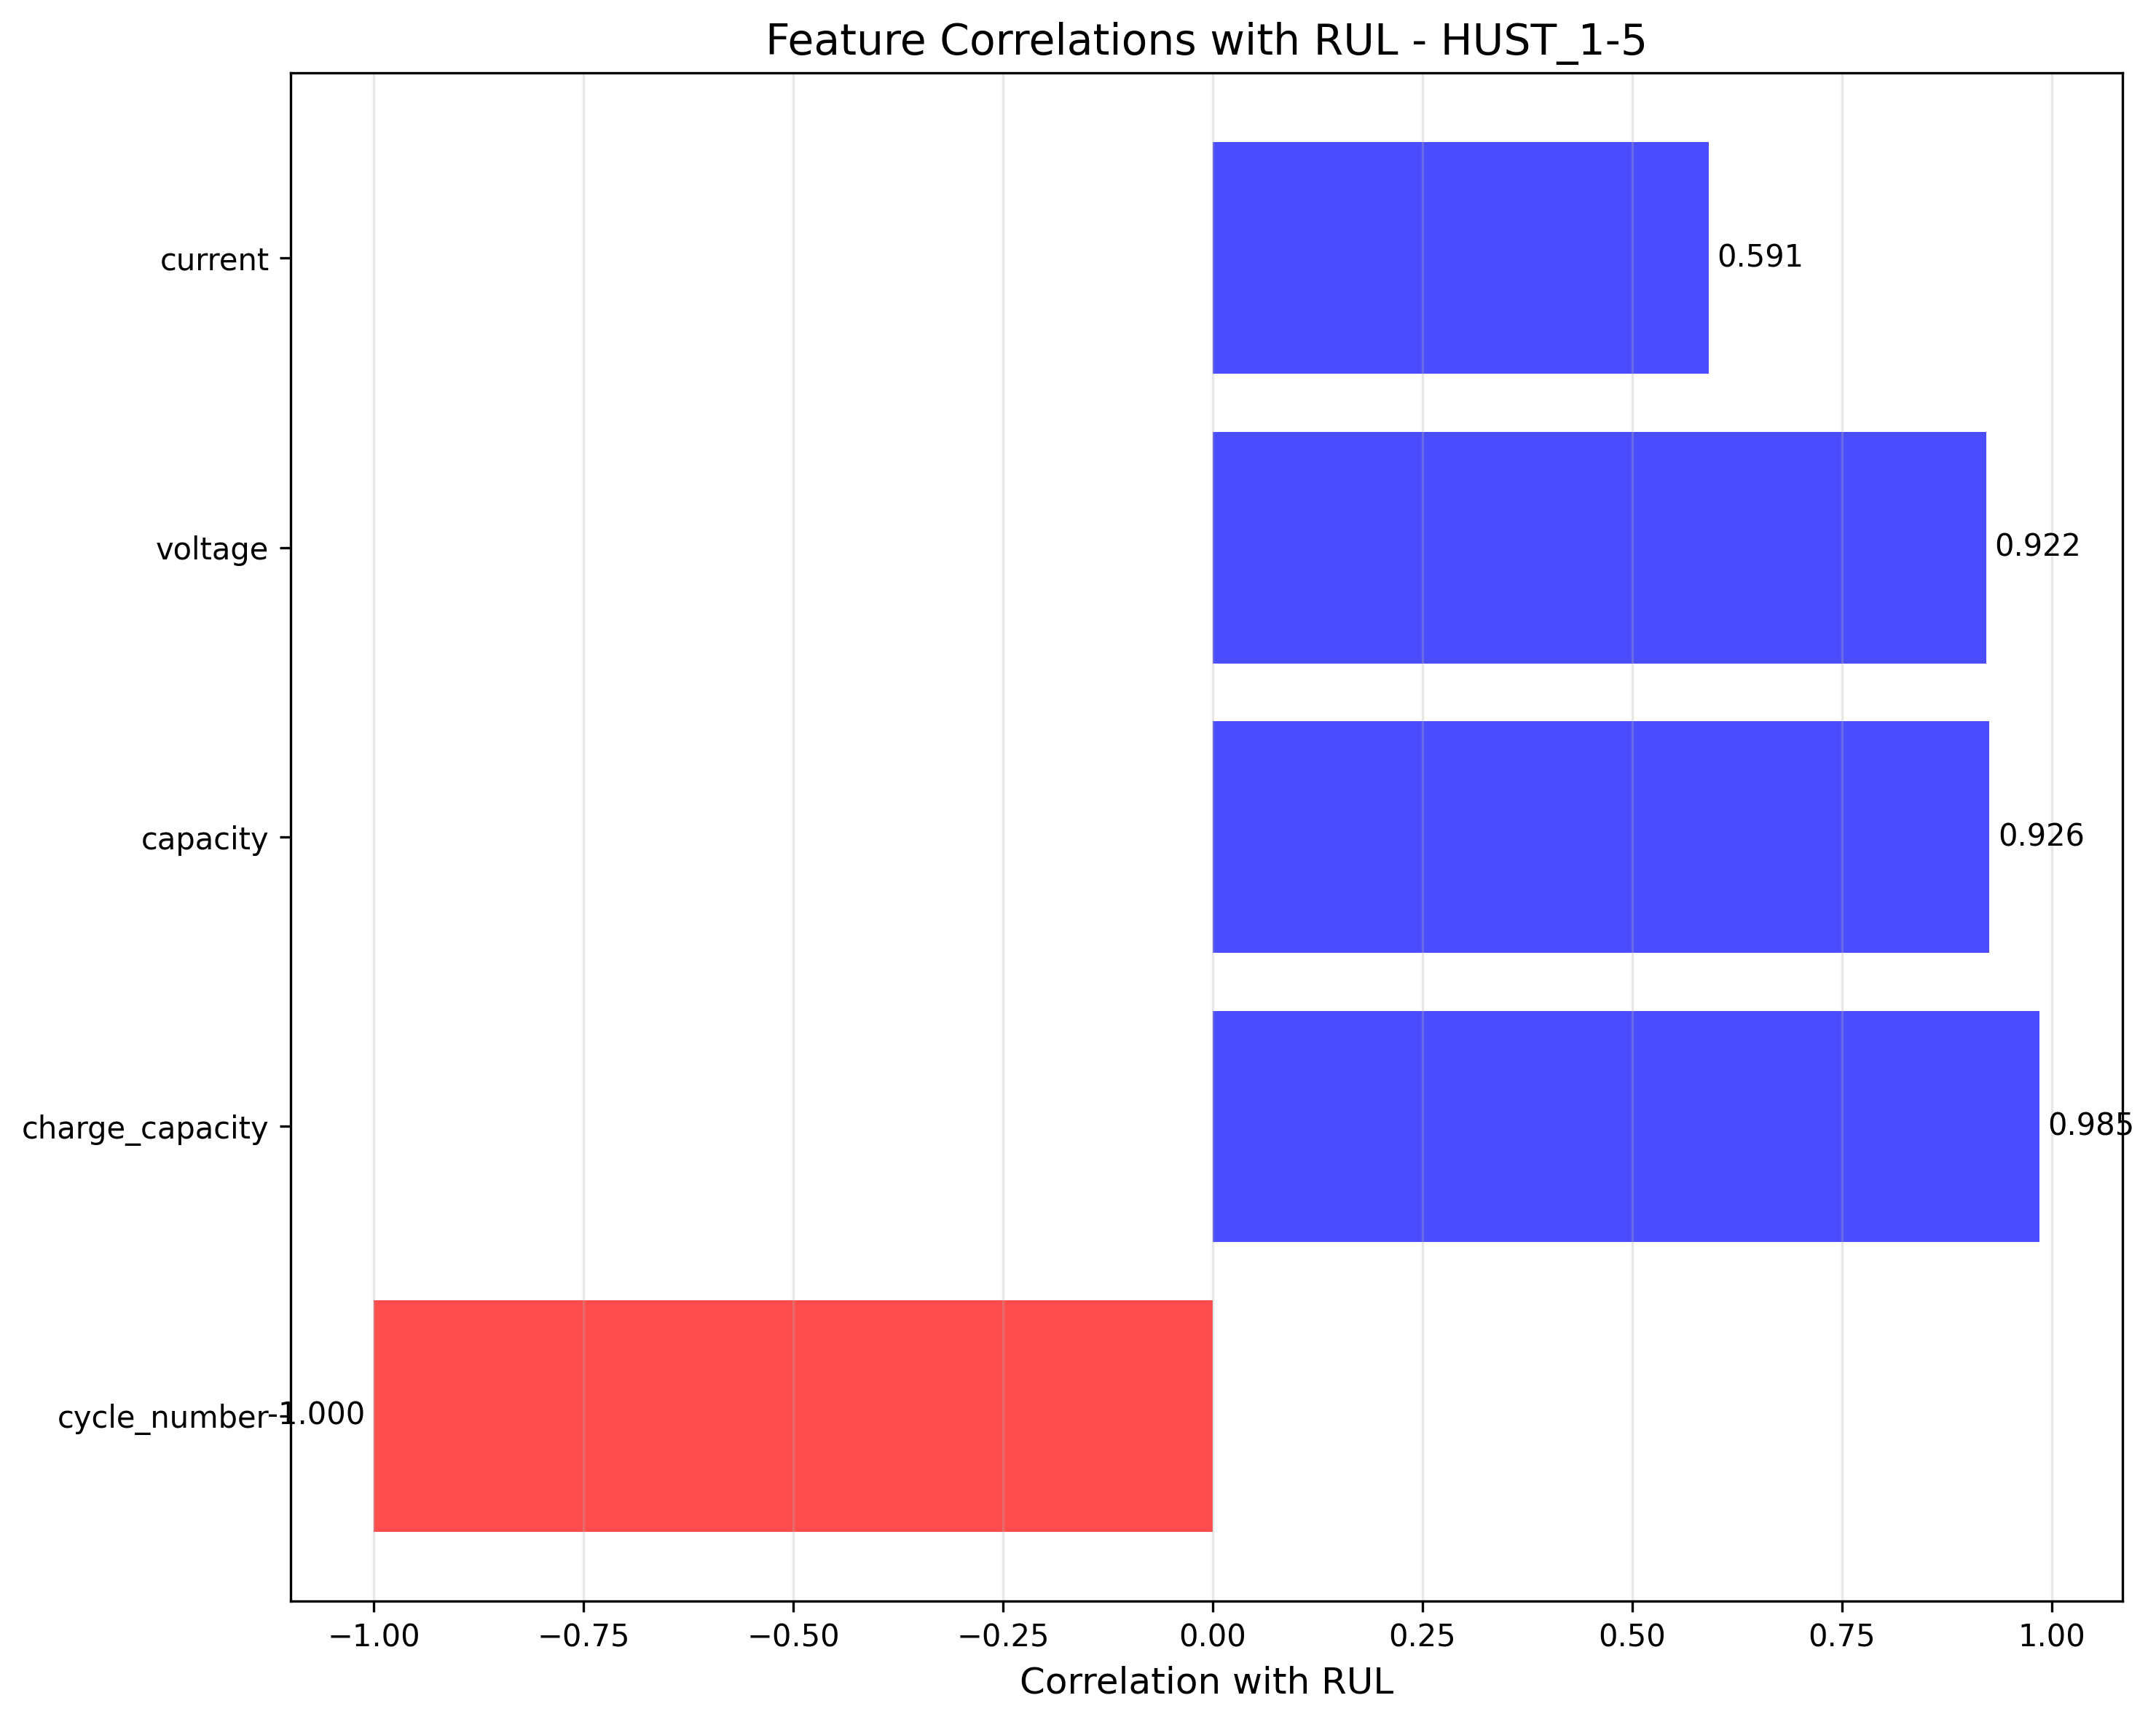 Feature Correlations with RUL - HUST_1-5
current
0.591
voltage
0.922
capacity
0.926
charge_capacity
0.985
cycle_number
-1.000
−1.00
−0.75
−0.50
−0.25
0.00
0.25
0.50
0.75
1.00
Correlation with RUL